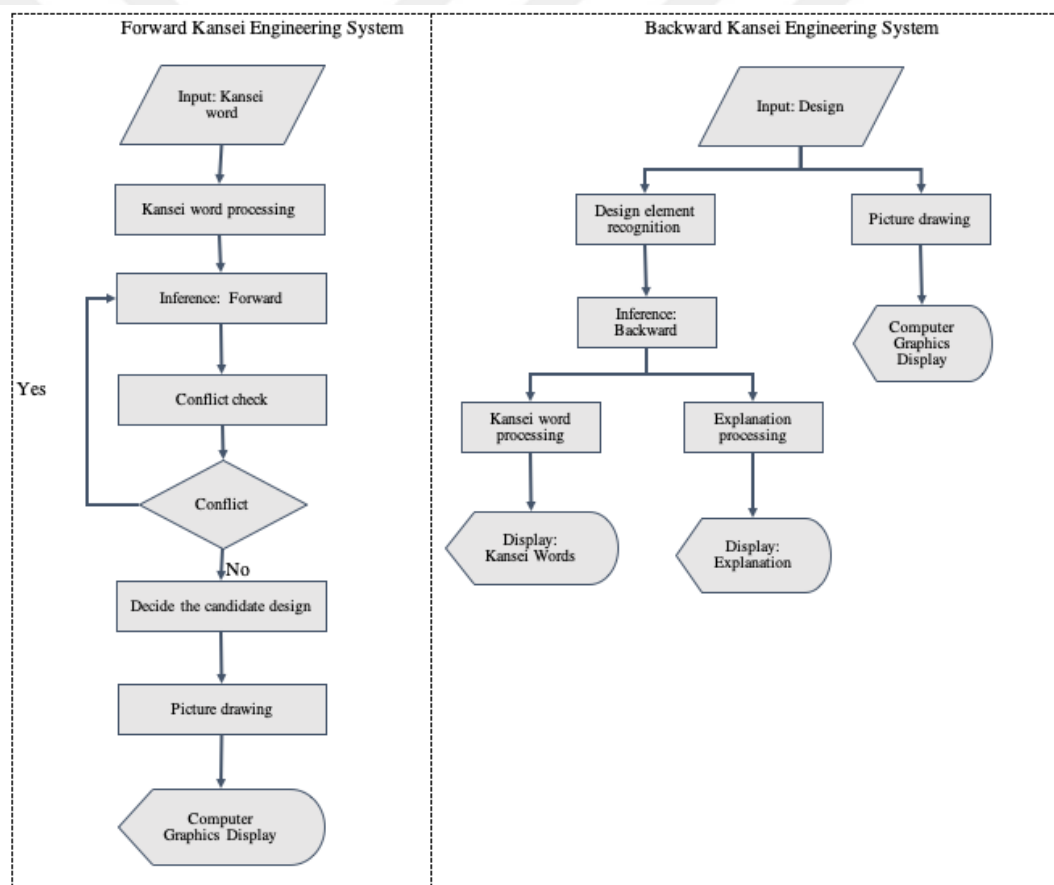 Forward Kansei Engineering System
Input: Kansei
word
Kansei word processing
Inference: Forward
Conflict check
Yes
Conflict
No
Decide the candidate design
Picture drawing
Computer
Graphics Display
Backward Kansei Engineering System
Input: Design
Design element
recognition
Picture drawing
Inference:
Backward
Computer
Graphics
Display
Kansei word
processing
Explanation
processing
Display:
Kansei Words
Display:
Explanation